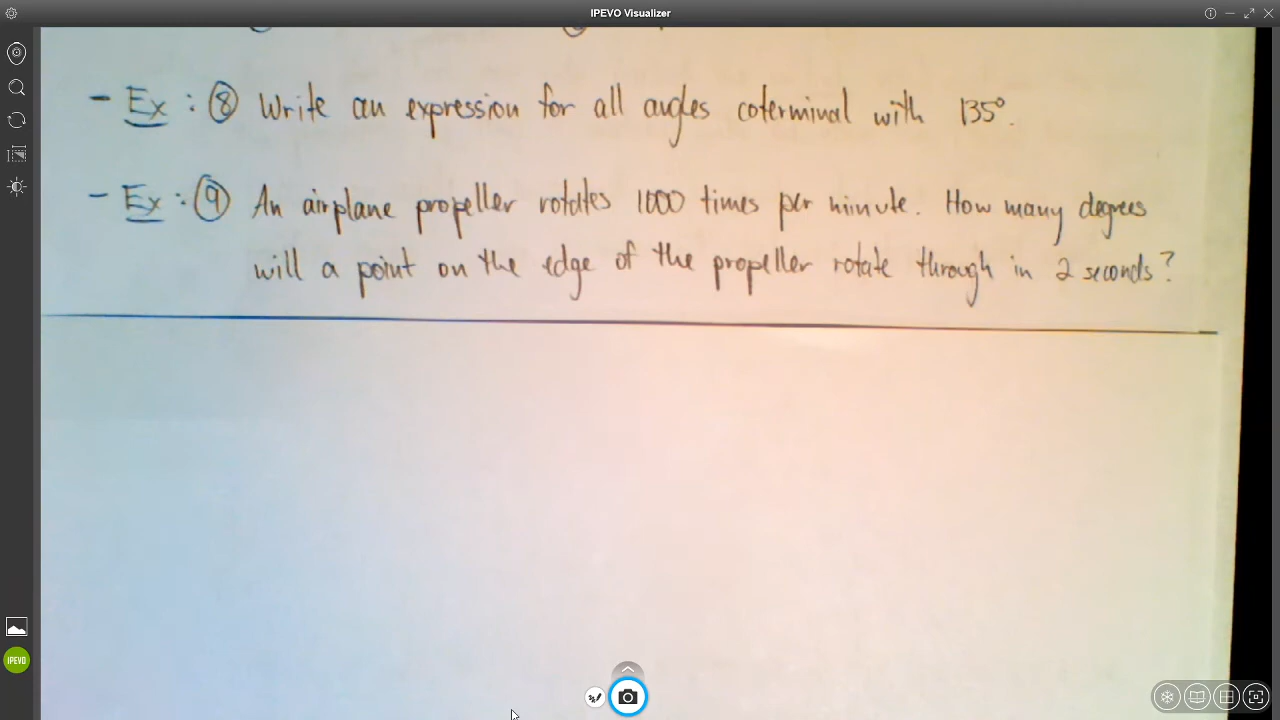 IPEVO Visualizer
- Ex : ⑧ Write an expression for all angles coterminal with 135°.
- Ex : ⑨ An airplane propeller rotates 1000 times per minute. How many degrees
will a point on the edge of the propeller rotate through in 2 seconds?
IPEVO